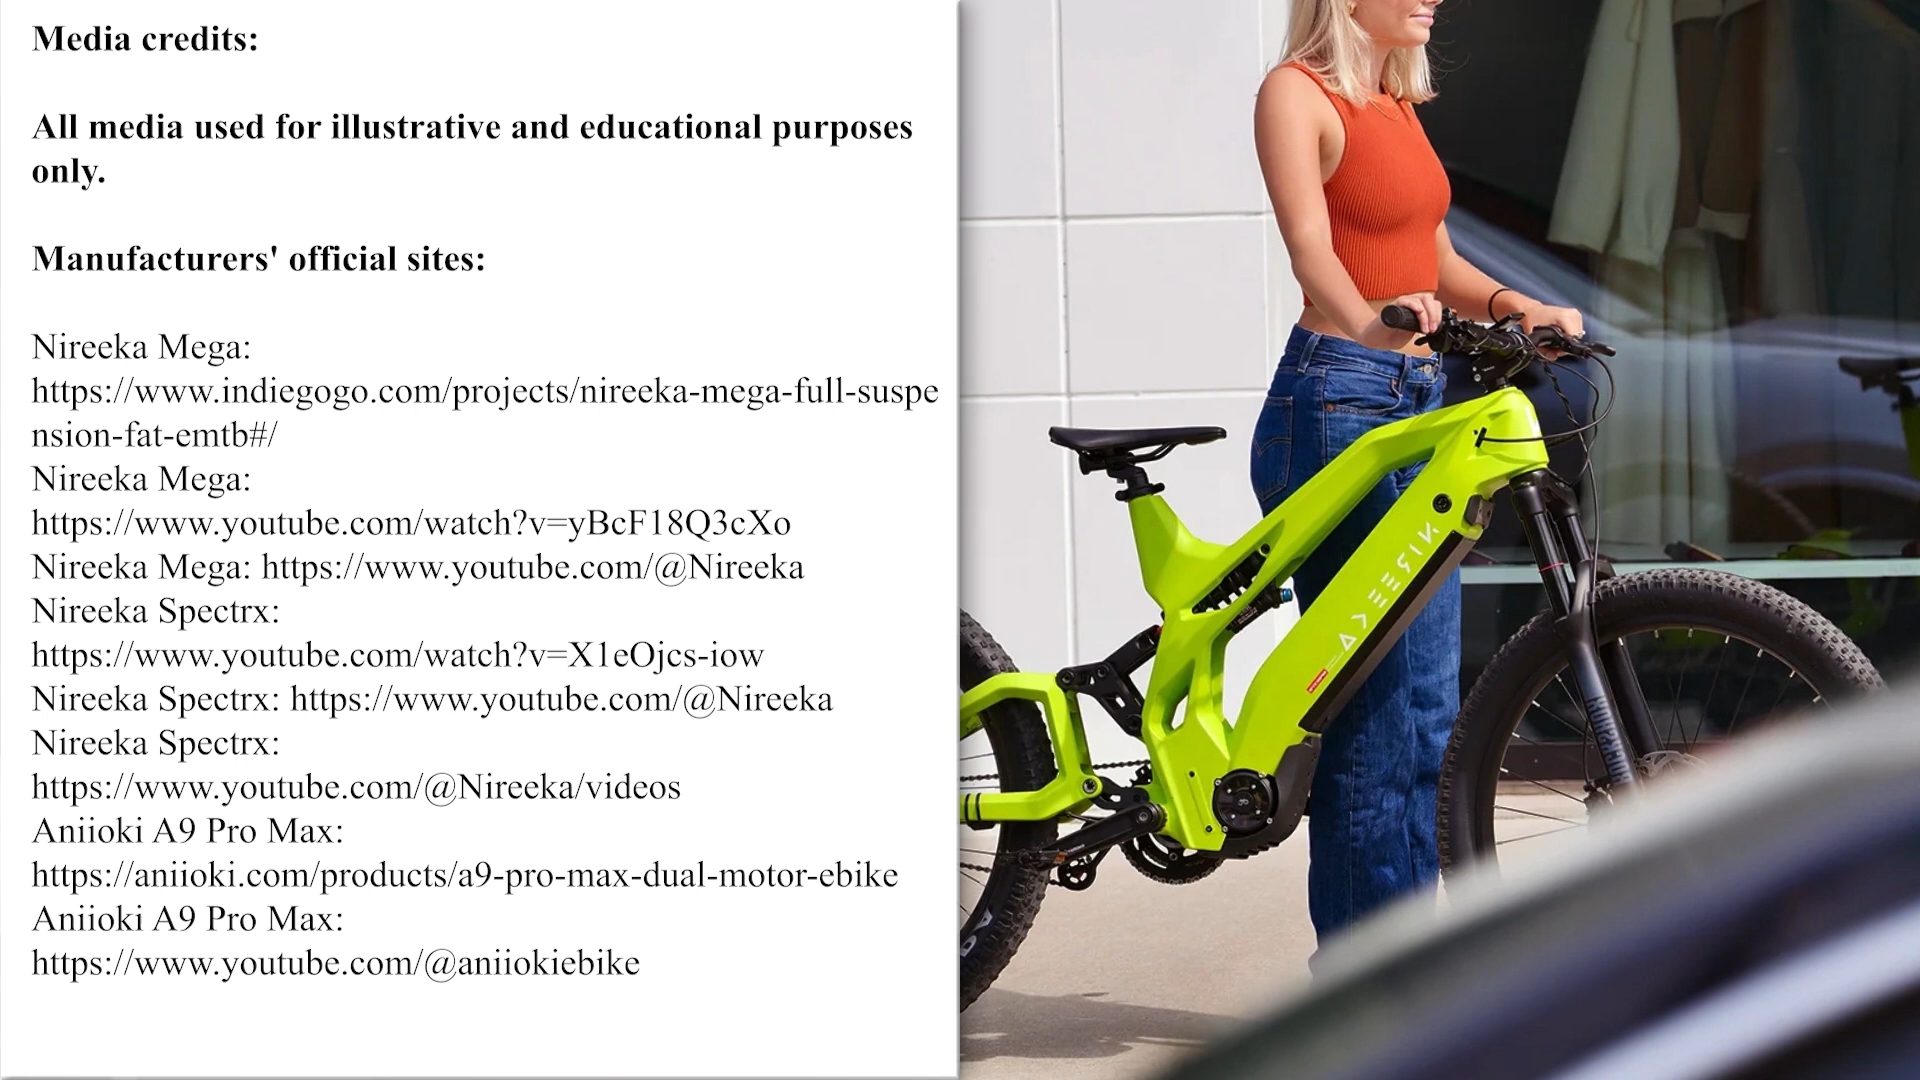 Media credits:
All media used for illustrative and educational purposes
only.
Manufacturers' official sites:
Nireeka Mega:
https://www.indiegogo.com/projects/nireeka-mega-full-suspe
nsion-fat-emtb#/
Nireeka Mega:
https://www.youtube.com/watch?v=yBcF18Q3cXo
Nireeka Mega: https://www.youtube.com/@Nireeka
Nireeka Spectrx:
https://www.youtube.com/watch?v=X1eOjcs-iow
Nireeka Spectrx: https://www.youtube.com/@Nireeka
Nireeka Spectrx:
https://www.youtube.com/@Nireeka/videos
Aniioki A9 Pro Max:
https://aniioki.com/products/a9-pro-max-dual-motor-ebike
Aniioki A9 Pro Max:
https://www.youtube.com/@aniiokiebike
NIREEKA